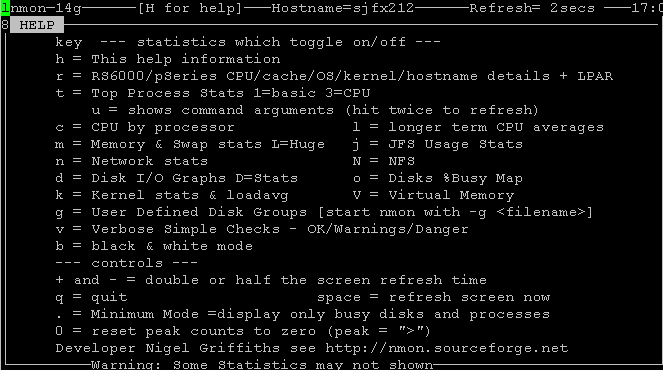 lnmon-14g [H for help] Hostname=sjfx212 Refresh= 2secs 17:0
8 HELP
key --- statistics which toggle on/off ---
h = This help information
r = RS6000/pSeries CPU/cache/OS/kernel/hostname details + LPAR
t = Top Process Stats 1=basic 3=CPU
u = shows command arguments (hit twice to refresh)
c = CPU by processor l = longer term CPU averages
m = Memory & Swap stats L=Huge j = JFS Usage Stats
n = Network stats N = NFS
d = Disk I/O Graphs D=Stats o = Disks %Busy Map
k = Kernel stats & loadavg V = Virtual Memory
g = User Defined Disk Groups [start nmon with -g <filename>]
v = Verbose Simple Checks - OK/Warnings/Danger
b = black & white mode
--- controls ---
+ and - = double or half the screen refresh time
q = quit space = refresh screen now
. = Minimum Mode =display only busy disks and processes
0 = reset peak counts to zero (peak = ">")
Developer Nigel Griffiths see http://nmon.sourceforge.net
Warning: Some Statistics may not shown